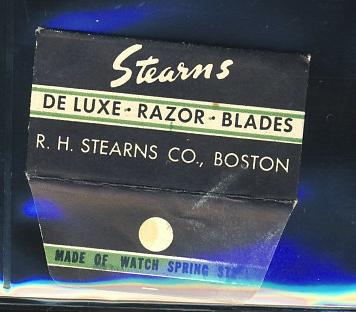 Stearns
DE LUXE • RAZOR • BLADES
R. H. STEARNS CO., BOSTON
MADE OF WATCH SPRING